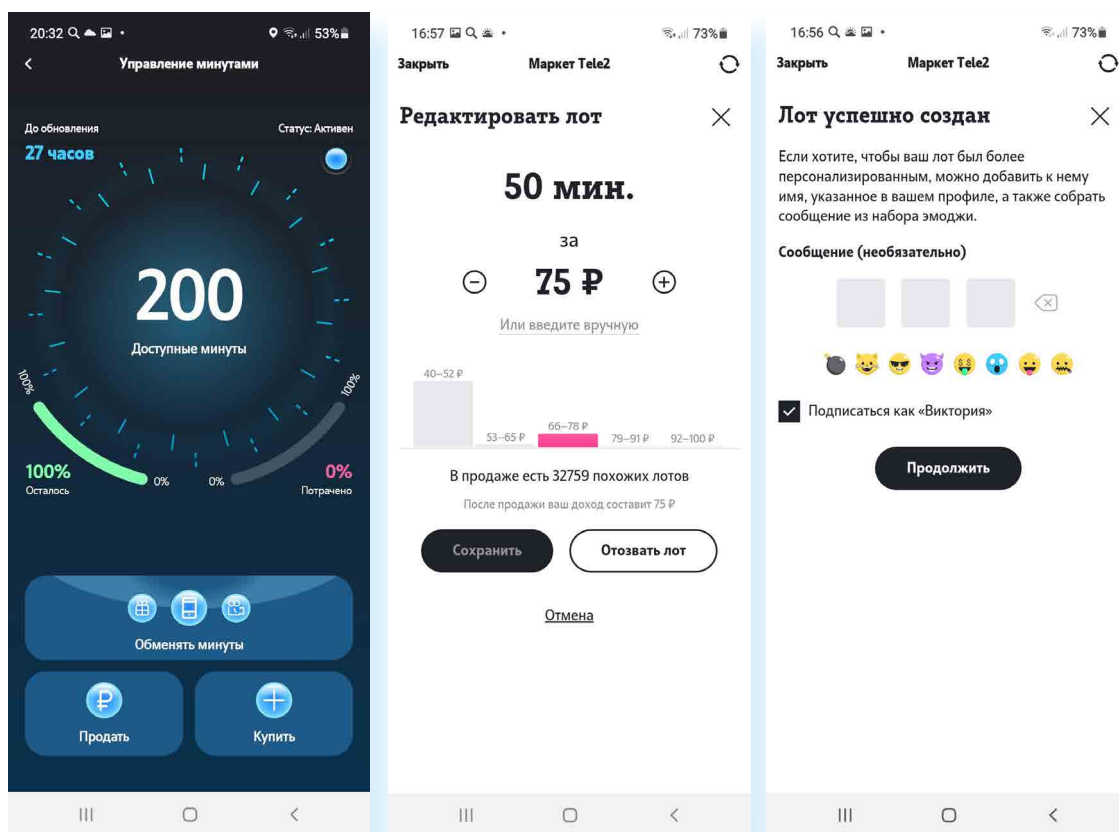 20:32
53%
Управление минутами
До обновления
Статус: Активен
27 часов
200
Доступные минуты
100%
100%
100%
Осталось
0%
0%
0%
Потрачено
Обменять минуты
Продать
Купить
16:57
73%
Закрыть
Маркет Tele2
Редактировать лот
50 мин.
за
75 ₽
Или введите вручную
40–52 ₽
53–65 ₽
66–78 ₽
79–91 ₽
92–100 ₽
В продаже есть 32759 похожих лотов
После продажи ваш доход составит 75 ₽
Сохранить
Отозвать лот
Отмена
16:56
73%
Закрыть
Маркет Tele2
Лот успешно создан
Если хотите, чтобы ваш лот был более
персонализированным, можно добавить к нему
имя, указанное в вашем профиле, а также собрать
сообщение из набора эмоджи.
Сообщение (необязательно)
Подписаться как «Виктория»
Продолжить